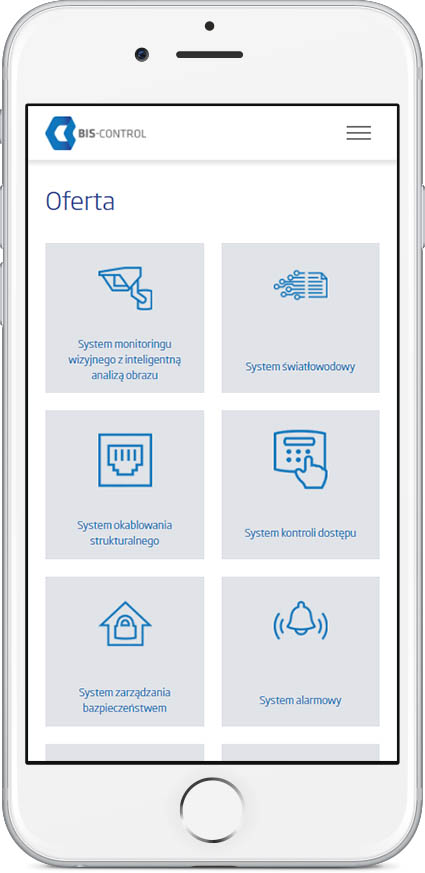 BIS-CONTROL
Oferta
System monitoringu
wizyjnego z inteligentną
analizą obrazu
System światłowodowy
System okablowania
strukturalnego
System kontroli dostępu
System zarządzania
bazpieczeństwem
System alarmowy